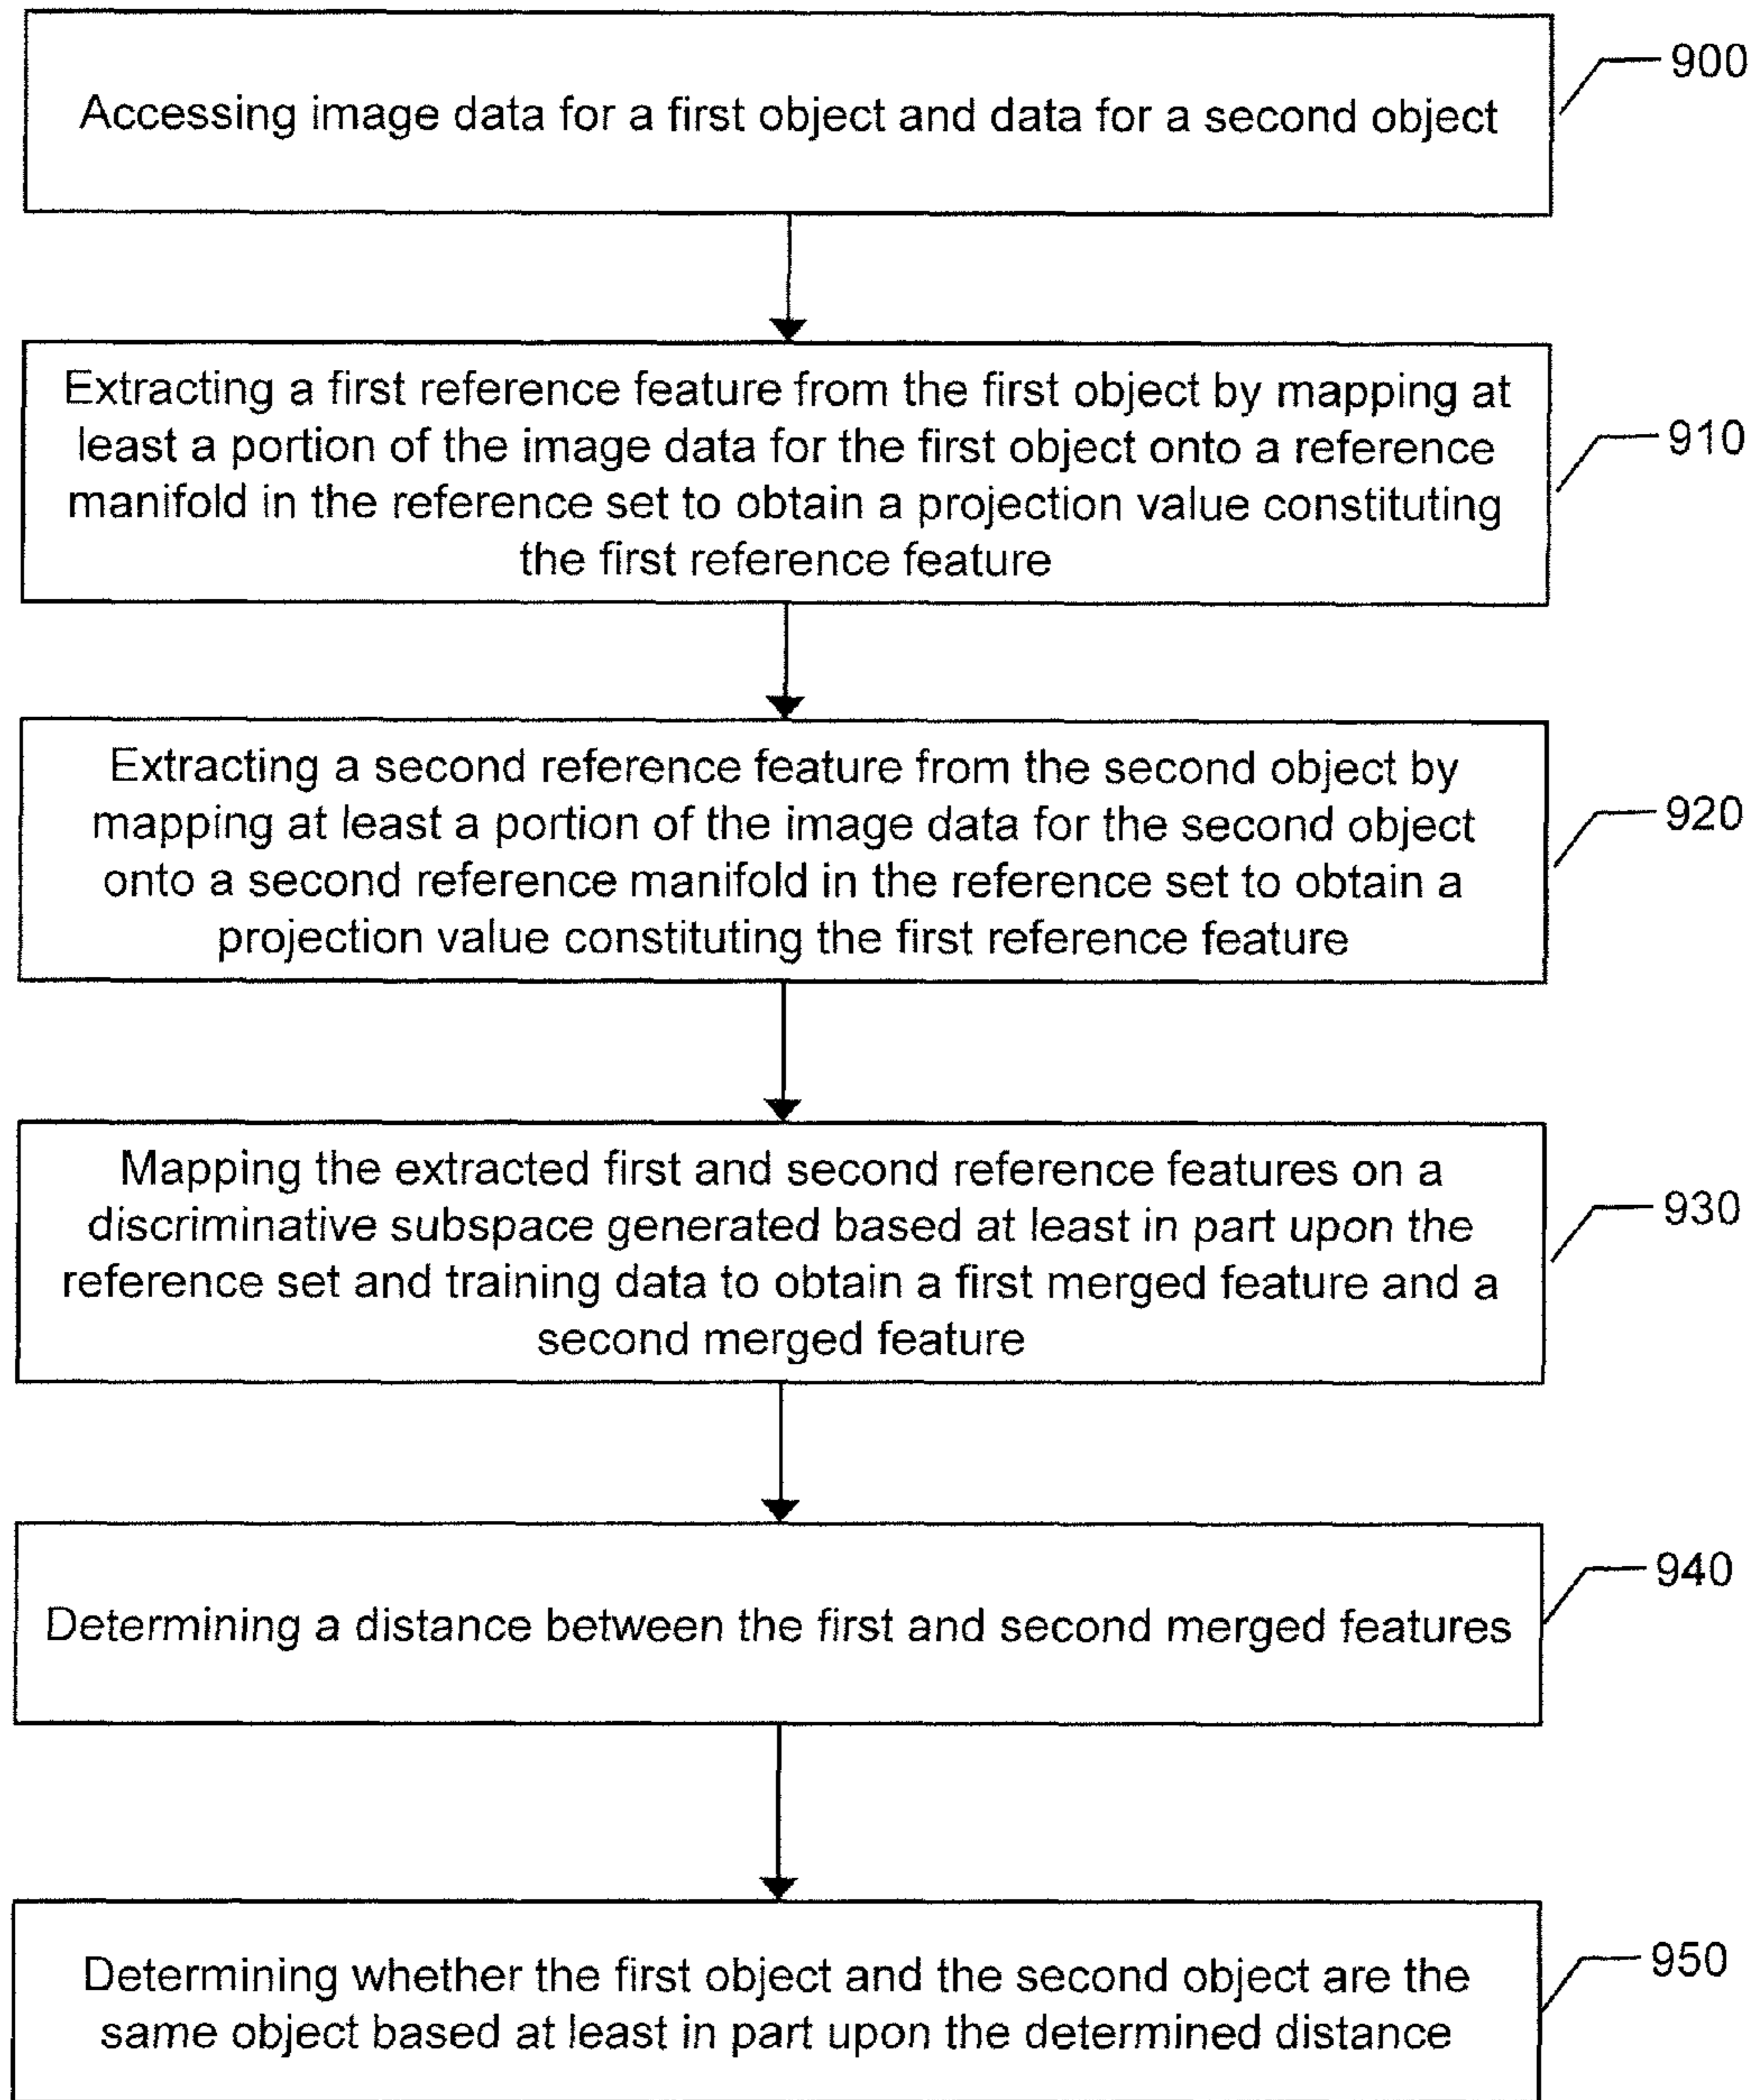 Accessing image data for a first object and data for a second object
900
Extracting a first reference feature from the first object by mapping at
least a portion of the image data for the first object onto a reference
manifold in the reference set to obtain a projection value constituting
the first reference feature
910
Extracting a second reference feature from the second object by
mapping at least a portion of the image data for the second object
onto a second reference manifold in the reference set to obtain a
projection value constituting the first reference feature
920
Mapping the extracted first and second reference features on a
discriminative subspace generated based at least in part upon the
reference set and training data to obtain a first merged feature and a
second merged feature
930
Determining a distance between the first and second merged features
940
Determining whether the first object and the second object are the
same object based at least in part upon the determined distance
950